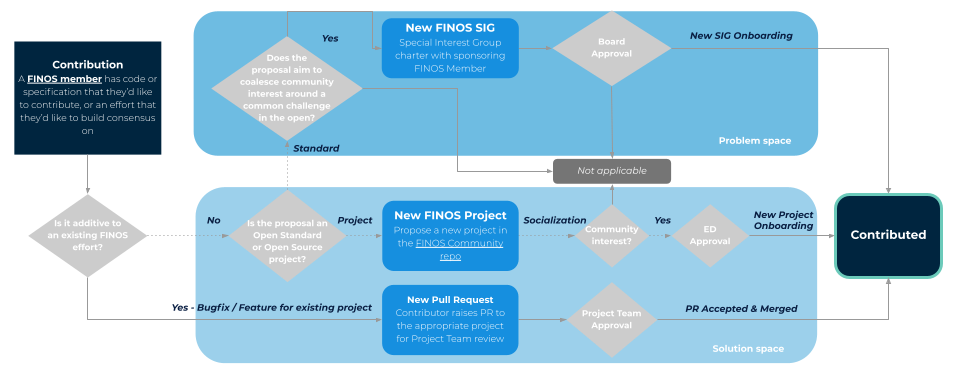 Contribution
A FINOS member has code or
specification that they'd like
to contribute, or an effort that
they'd like to build consensus
on
Is it additive to
an existing FINOS
effort?
Yes
Does the
proposal aim to
coalesce community
interest around a
common challenge
in the open?
New FINOS SIG
Special Interest Group
charter with sponsoring
FINOS Member
Board
Approval
New SIG Onboarding
Problem space
Standard
Not applicable
No
Is the proposal an
Open Standard
or Open Source
project?
Project
New FINOS Project
Propose a new project in
the FINOS Community
repo
Socialization
Community
interest?
Yes
ED
Approval
New Project
Onboarding
Contributed
Yes - Bugfix / Feature for existing project
New Pull Request
Contributor raises PR to
the appropriate project
for Project Team review
Project Team
Approval
PR Accepted & Merged
Solution space